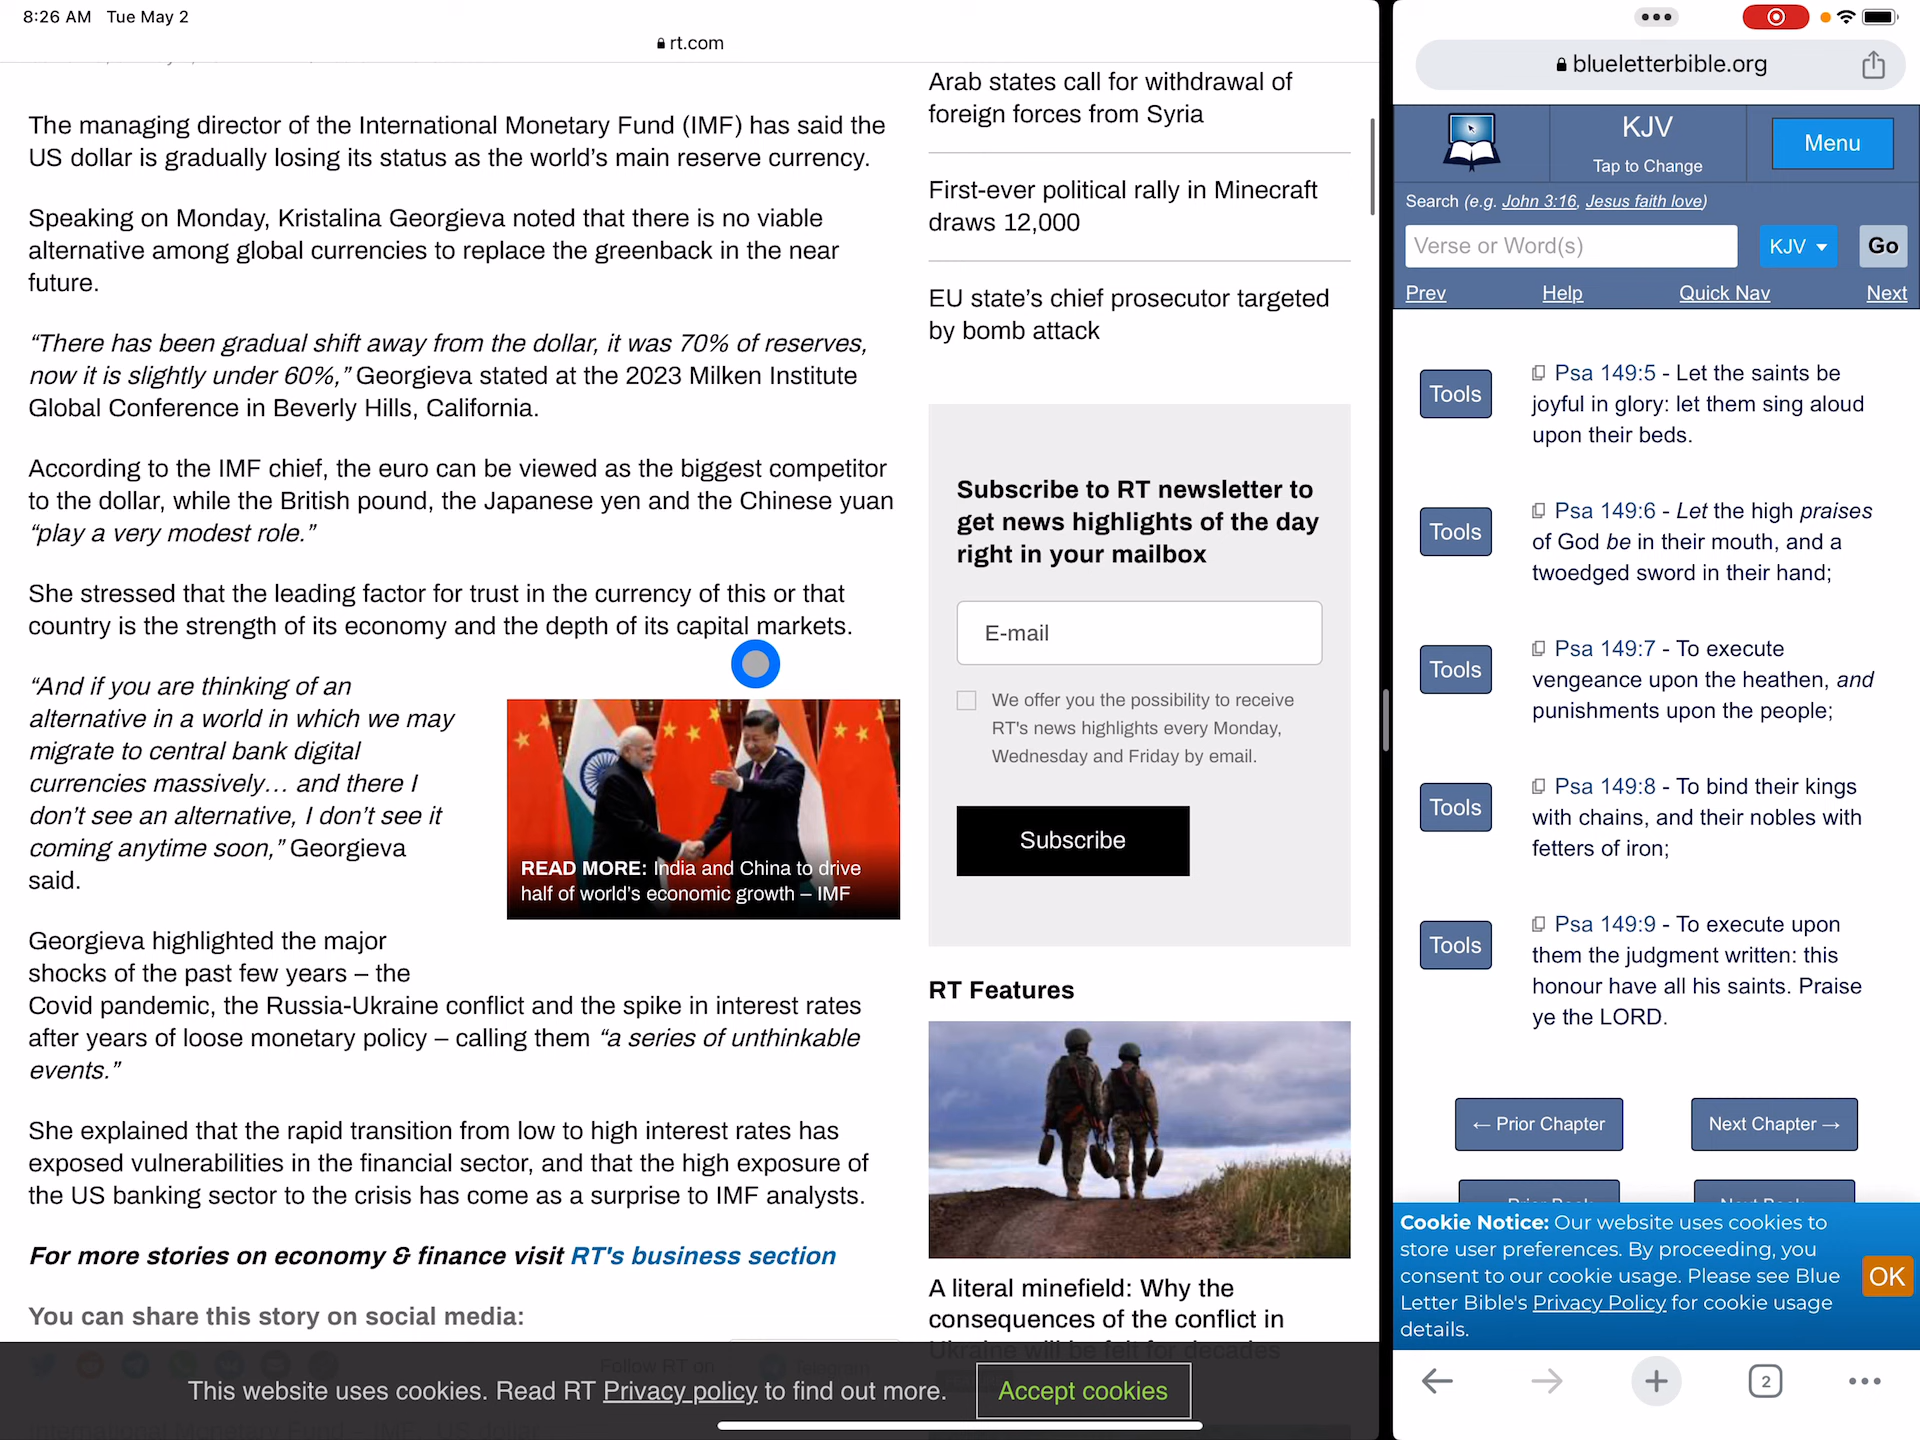 8:26 AM Tue May 2
rt.com
The managing director of the International Monetary Fund (IMF) has said the
US dollar is gradually losing its status as the world’s main reserve currency.
Speaking on Monday, Kristalina Georgieva noted that there is no viable
alternative among global currencies to replace the greenback in the near
future.
“There has been gradual shift away from the dollar, it was 70% of reserves,
now it is slightly under 60%,” Georgieva stated at the 2023 Milken Institute
Global Conference in Beverly Hills, California.
According to the IMF chief, the euro can be viewed as the biggest competitor
to the dollar, while the British pound, the Japanese yen and the Chinese yuan
“play a very modest role.”
She stressed that the leading factor for trust in the currency of this or that
country is the strength of its economy and the depth of its capital markets.
“And if you are thinking of an
alternative in a world in which we may
migrate to central bank digital
currencies massively… and there I
don’t see an alternative, I don’t see it
coming anytime soon,” Georgieva
said.
READ MORE: India and China to drive
half of world's economic growth – IMF
Georgieva highlighted the major
shocks of the past few years – the
Covid pandemic, the Russia-Ukraine conflict and the spike in interest rates
after years of loose monetary policy – calling them “a series of unthinkable
events.”
She explained that the rapid transition from low to high interest rates has
exposed vulnerabilities in the financial sector, and that the high exposure of
the US banking sector to the crisis has come as a surprise to IMF analysts.
For more stories on economy & finance visit RT's business section
You can share this story on social media:
Follow RT on
This website uses cookies. Read RT Privacy policy to find out more.
Accept cookies
Arab states call for withdrawal of
foreign forces from Syria
First-ever political rally in Minecraft
draws 12,000
EU state’s chief prosecutor targeted
by bomb attack
Subscribe to RT newsletter to
get news highlights of the day
right in your mailbox
E-mail
We offer you the possibility to receive
RT's news highlights every Monday,
Wednesday and Friday by email.
Subscribe
RT Features
A literal minefield: Why the
consequences of the conflict in
Ukraine will be felt for decades
blueletterbible.org
KJV
Tap to Change
Menu
Search (e.g. John 3:16, Jesus faith love)
Verse or Word(s)
KJV
Go
Prev Help Quick Nav Next
Tools
Psa 149:5 - Let the saints be
joyful in glory: let them sing aloud
upon their beds.
Tools
Psa 149:6 - Let the high praises
of God be in their mouth, and a
twoedged sword in their hand;
Tools
Psa 149:7 - To execute
vengeance upon the heathen, and
punishments upon the people;
Tools
Psa 149:8 - To bind their kings
with chains, and their nobles with
fetters of iron;
Tools
Psa 149:9 - To execute upon
them the judgment written: this
honour have all his saints. Praise
ye the LORD.
← Prior Chapter
Next Chapter →
Cookie Notice: Our website uses cookies to
store user preferences. By proceeding, you
consent to our cookie usage. Please see Blue
Letter Bible's Privacy Policy for cookie usage
details.
OK
2